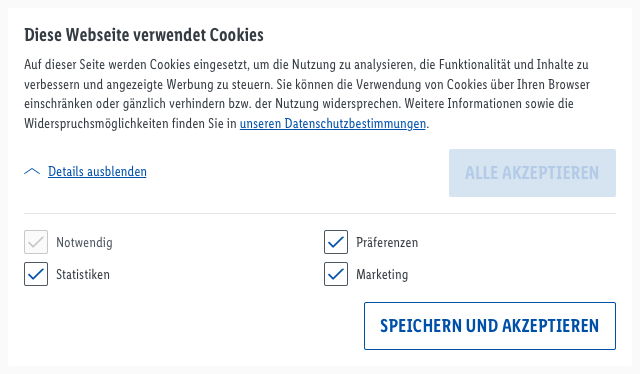 Diese Webseite verwendet Cookies
Auf dieser Seite werden Cookies eingesetzt, um die Nutzung zu analysieren, die Funktionalität und Inhalte zu
verbessern und angezeigte Werbung zu steuern. Sie können die Verwendung von Cookies über Ihren Browser
einschränken oder gänzlich verhindern bzw. der Nutzung widersprechen. Weitere Informationen sowie die
Widerspruchsmöglichkeiten finden Sie in unseren Datenschutzbestimmungen.
Details ausblenden
ALLE AKZEPTIEREN
Notwendig
Präferenzen
Statistiken
Marketing
SPEICHERN UND AKZEPTIEREN